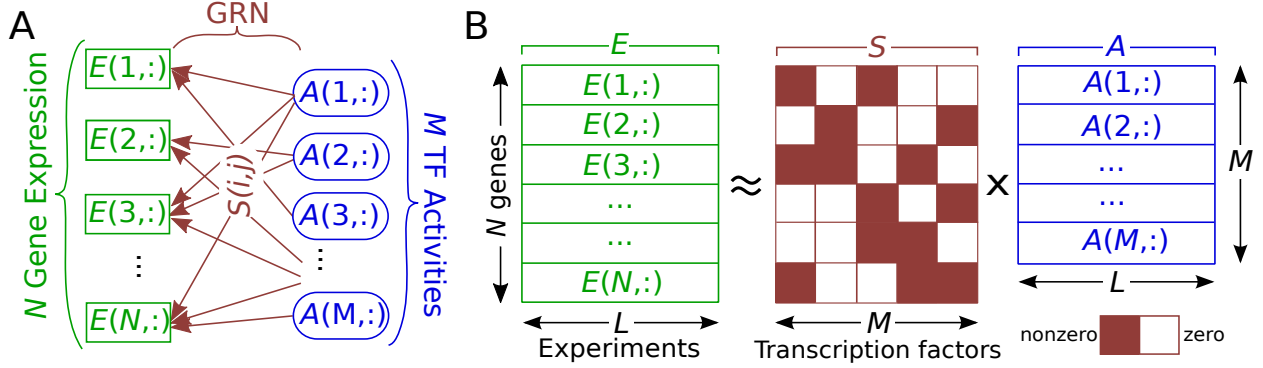 A
GRN
N Gene Expression
E(1,:)
E(2,:)
E(3,:)
...
E(N,:)
S(i,j)
A(1,:)
A(2,:)
A(3,:)
...
A(M,:)
M TF Activities
B
E
N genes
E(1,:)
E(2,:)
E(3,:)
...
...
E(N,:)
L
Experiments
≈
S
M
Transcription factors
x
A
A(1,:)
A(2,:)
...
...
A(M,:)
M
L
nonzero zero